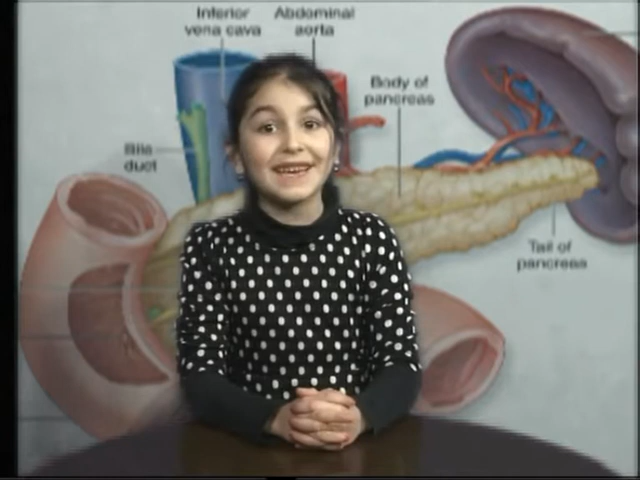 Inferior
vena cava
Abdominal
aorta
Body of
pancreas
Bile
duct
Tail of
pancreas